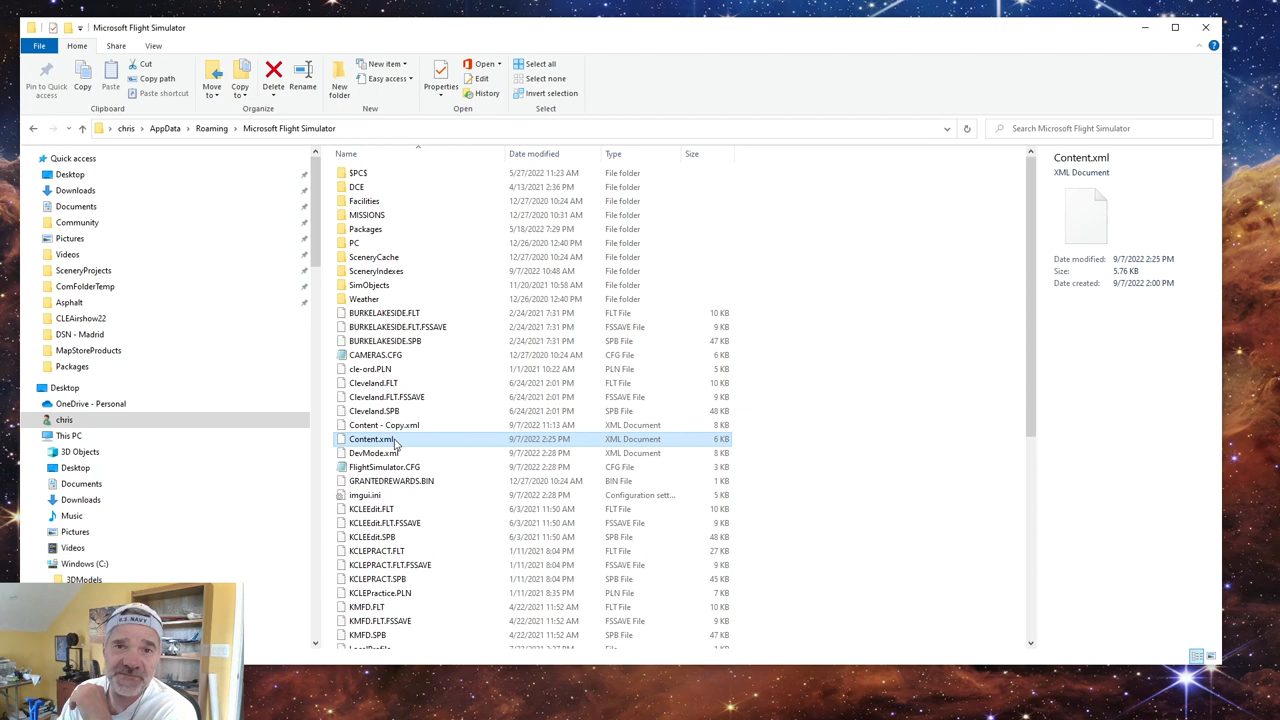 Microsoft Flight Simulator
File Home Share View
Pin to Quick access
Copy
Paste
Cut
Copy path
Paste shortcut
Clipboard
Move to
Copy to
Delete
Rename
Organize
New folder
New item
Easy access
New
Properties
Open
Edit
History
Open
Select all
Select none
Invert selection
Select
chris > AppData > Roaming > Microsoft Flight Simulator
Search Microsoft Flight Simulator
Quick access
Desktop
Downloads
Documents
Community
Pictures
Videos
SceneryProjects
ComFolderTemp
Asphalt
CLEAirshow22
DSN - Madrid
MapStoreProducts
Packages
Desktop
OneDrive - Personal
chris
This PC
3D Objects
Desktop
Documents
Downloads
Music
Pictures
Videos
Windows (C:)
3DModels
Name Date modified Type Size
$PC$ 5/27/2022 11:23 AM File folder
DCE 4/13/2021 2:36 PM File folder
Facilities 12/27/2020 10:24 AM File folder
MISSIONS 12/27/2020 10:24 AM File folder
Packages 5/18/2022 7:29 PM File folder
PC 12/26/2020 12:40 PM File folder
SceneryCache 12/27/2020 10:24 AM File folder
SceneryIndexes 9/7/2022 10:48 AM File folder
SimObjects 11/20/2021 10:58 AM File folder
Weather 12/26/2020 12:40 PM File folder
BURKELAKESIDE.FLT 2/24/2021 7:31 PM FLT File 10 KB
BURKELAKESIDE.FLT.FSSAVE 2/24/2021 7:31 PM FSSAVE File 9 KB
BURKELAKESIDE.SPB 2/24/2021 7:31 PM SPB File 47 KB
CAMERAS.CFG 12/27/2020 10:24 AM CFG File 6 KB
cle-ord.PLN 1/1/2021 10:22 AM PLN File 5 KB
Cleveland.FLT 6/24/2021 2:01 PM FLT File 10 KB
Cleveland.FLT.FSSAVE 6/24/2021 2:01 PM FSSAVE File 9 KB
Cleveland.SPB 6/24/2021 2:01 PM SPB File 48 KB
Content - Copy.xml 9/7/2022 11:13 AM XML Document 8 KB
Content.xml 9/7/2022 2:25 PM XML Document 6 KB
DevMode.xml 9/7/2022 2:28 PM XML Document 8 KB
FlightSimulator.CFG 9/7/2022 2:28 PM CFG File 3 KB
GRANTEDREWARDS.BIN 12/27/2020 10:24 AM BIN File 1 KB
imgui.ini 9/7/2022 2:28 PM Configuration sett... 5 KB
KCLEEdit.FLT 6/3/2021 11:50 AM FLT File 10 KB
KCLEEdit.FLT.FSSAVE 6/3/2021 11:50 AM FSSAVE File 9 KB
KCLEEdit.SPB 6/3/2021 11:50 AM SPB File 48 KB
KCLEPRACT.FLT 1/11/2021 8:04 PM FLT File 27 KB
KCLEPRACT.FLT.FSSAVE 1/11/2021 8:04 PM FSSAVE File 9 KB
KCLEPRACT.SPB 1/11/2021 8:04 PM SPB File 45 KB
KCLEPractice.PLN 1/11/2021 8:35 PM PLN File 7 KB
KMFD.FLT 4/22/2021 11:52 AM FLT File 10 KB
KMFD.FLT.FSSAVE 4/22/2021 11:52 AM FSSAVE File 9 KB
KMFD.SPB 4/22/2021 11:52 AM SPB File 47 KB
Content.xml
XML Document
Date modified: 9/7/2022 2:25 PM
Size: 5.76 KB
Date created: 9/7/2022 2:00 PM
U.S. NAVY